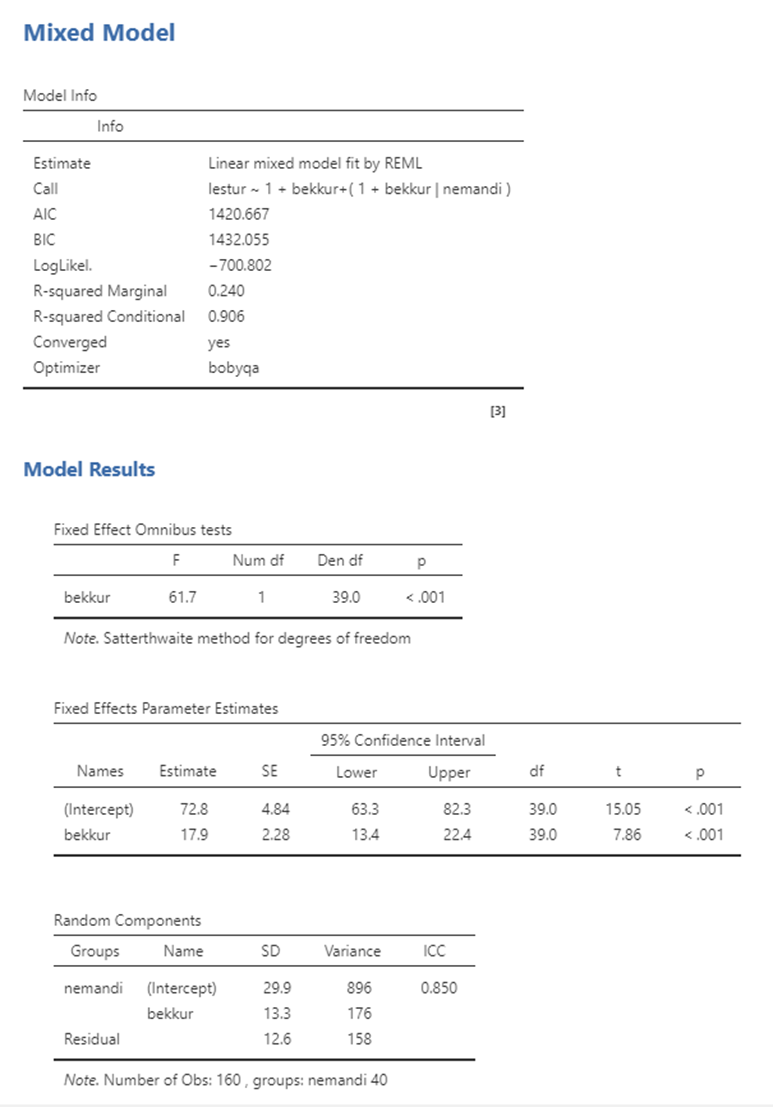 Mixed Model
Model Info
Info
Estimate Linear mixed model fit by REML
Call lestur ~ 1 + bekkur+( 1 + bekkur | nemandi )
AIC 1420.667
BIC 1432.055
LogLikel. −700.802
R-squared Marginal 0.240
R-squared Conditional 0.906
Converged yes
Optimizer bobyqa
[3]
Model Results
Fixed Effect Omnibus tests
F Num df Den df p
bekkur 61.7 1 39.0 < .001
Note. Satterthwaite method for degrees of freedom
Fixed Effects Parameter Estimates
95% Confidence Interval
Names Estimate SE Lower Upper df t p
(Intercept) 72.8 4.84 63.3 82.3 39.0 15.05 < .001
bekkur 17.9 2.28 13.4 22.4 39.0 7.86 < .001
Random Components
Groups Name SD Variance ICC
nemandi (Intercept) 29.9 896 0.850
bekkur 13.3 176
Residual 12.6 158
Note. Number of Obs: 160 , groups: nemandi 40